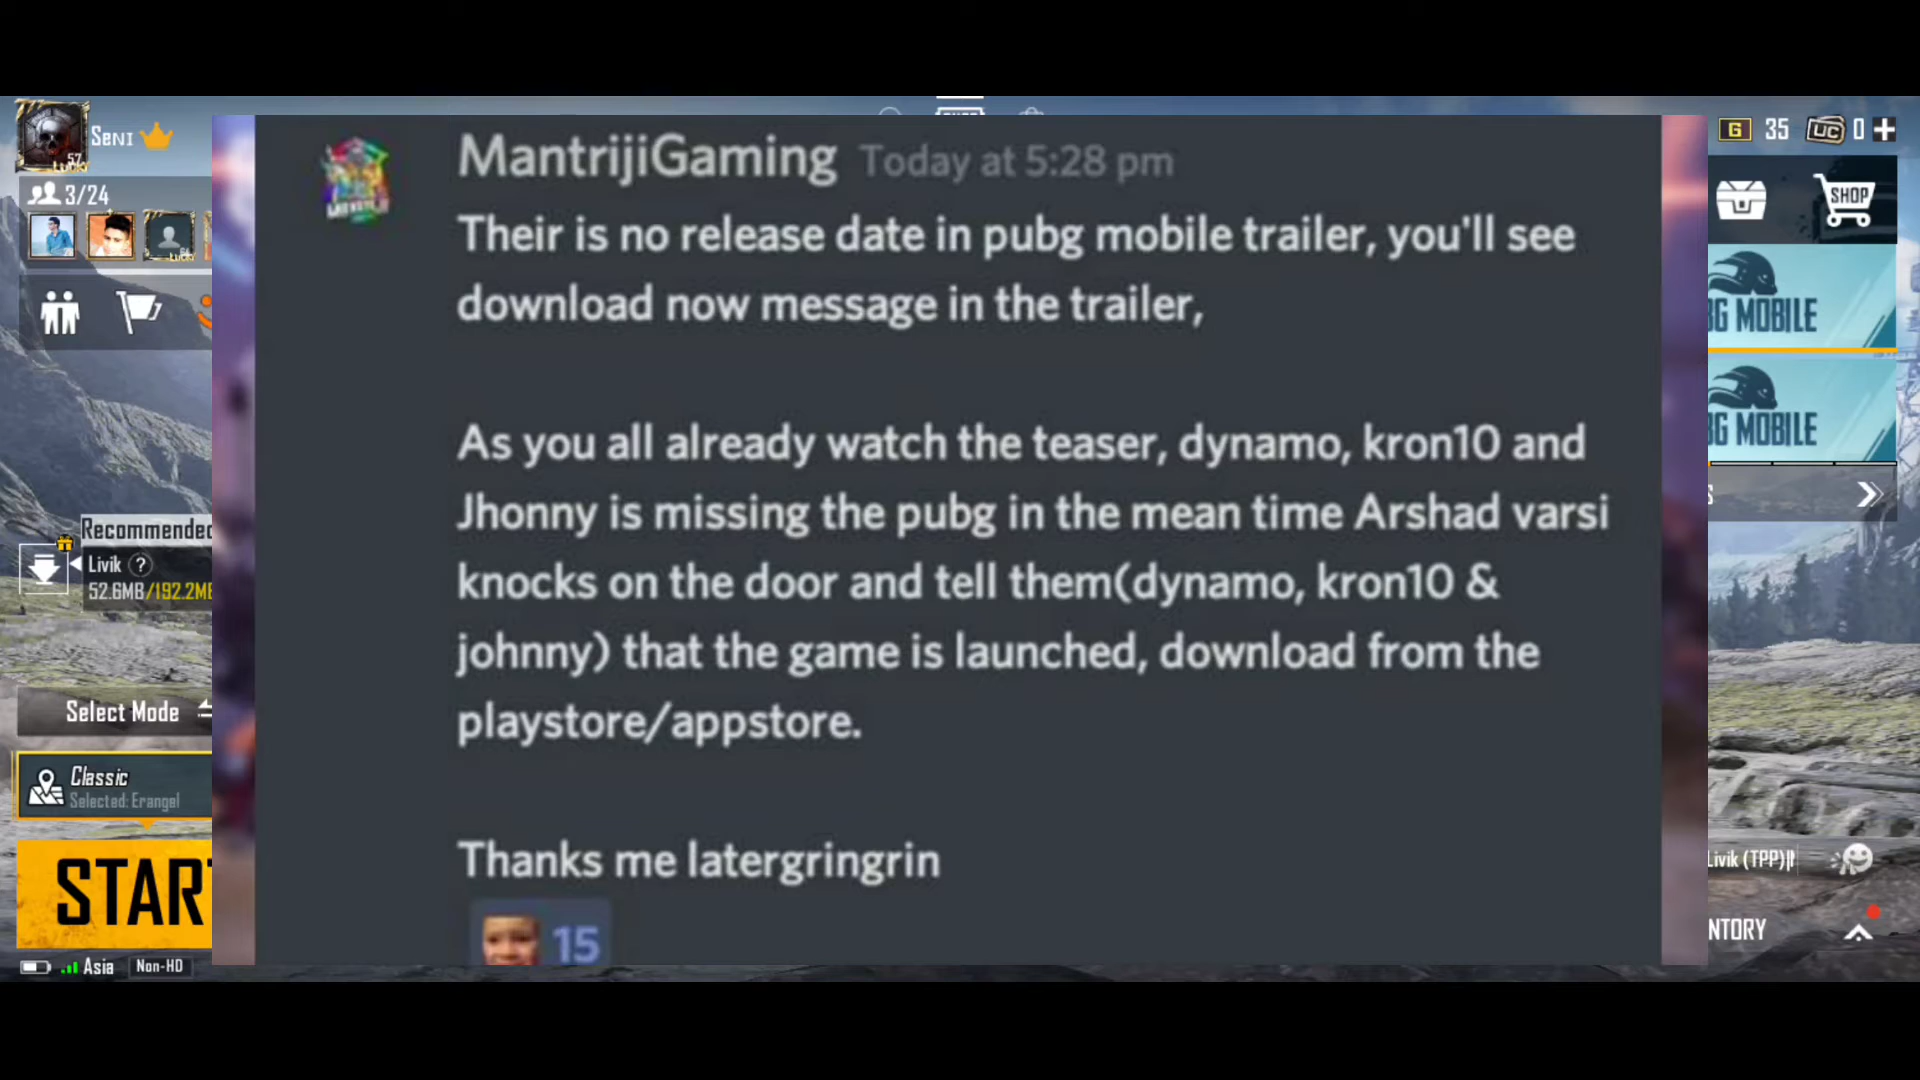 SENI
57
Lucki
3/24
G 35 UC 0
SHOP
MantrijiGaming Today at 5:28 pm
Their is no release date in pubg mobile trailer, you'll see
download now message in the trailer,
As you all already watch the teaser, dynamo, kron10 and
Jhonny is missing the pubg in the mean time Arshad varsi
knocks on the door and tell them(dynamo, kron10 &
johnny) that the game is launched, download from the
playstore/appstore.
Thanks me latergringrin
15
G MOBILE
G MOBILE
Recommended
Livik ?
52.6MB/192.2MB
Select Mode
Classic
Selected: Erangel
START
Asia Non-HD
Livik (TPP)
NTORY